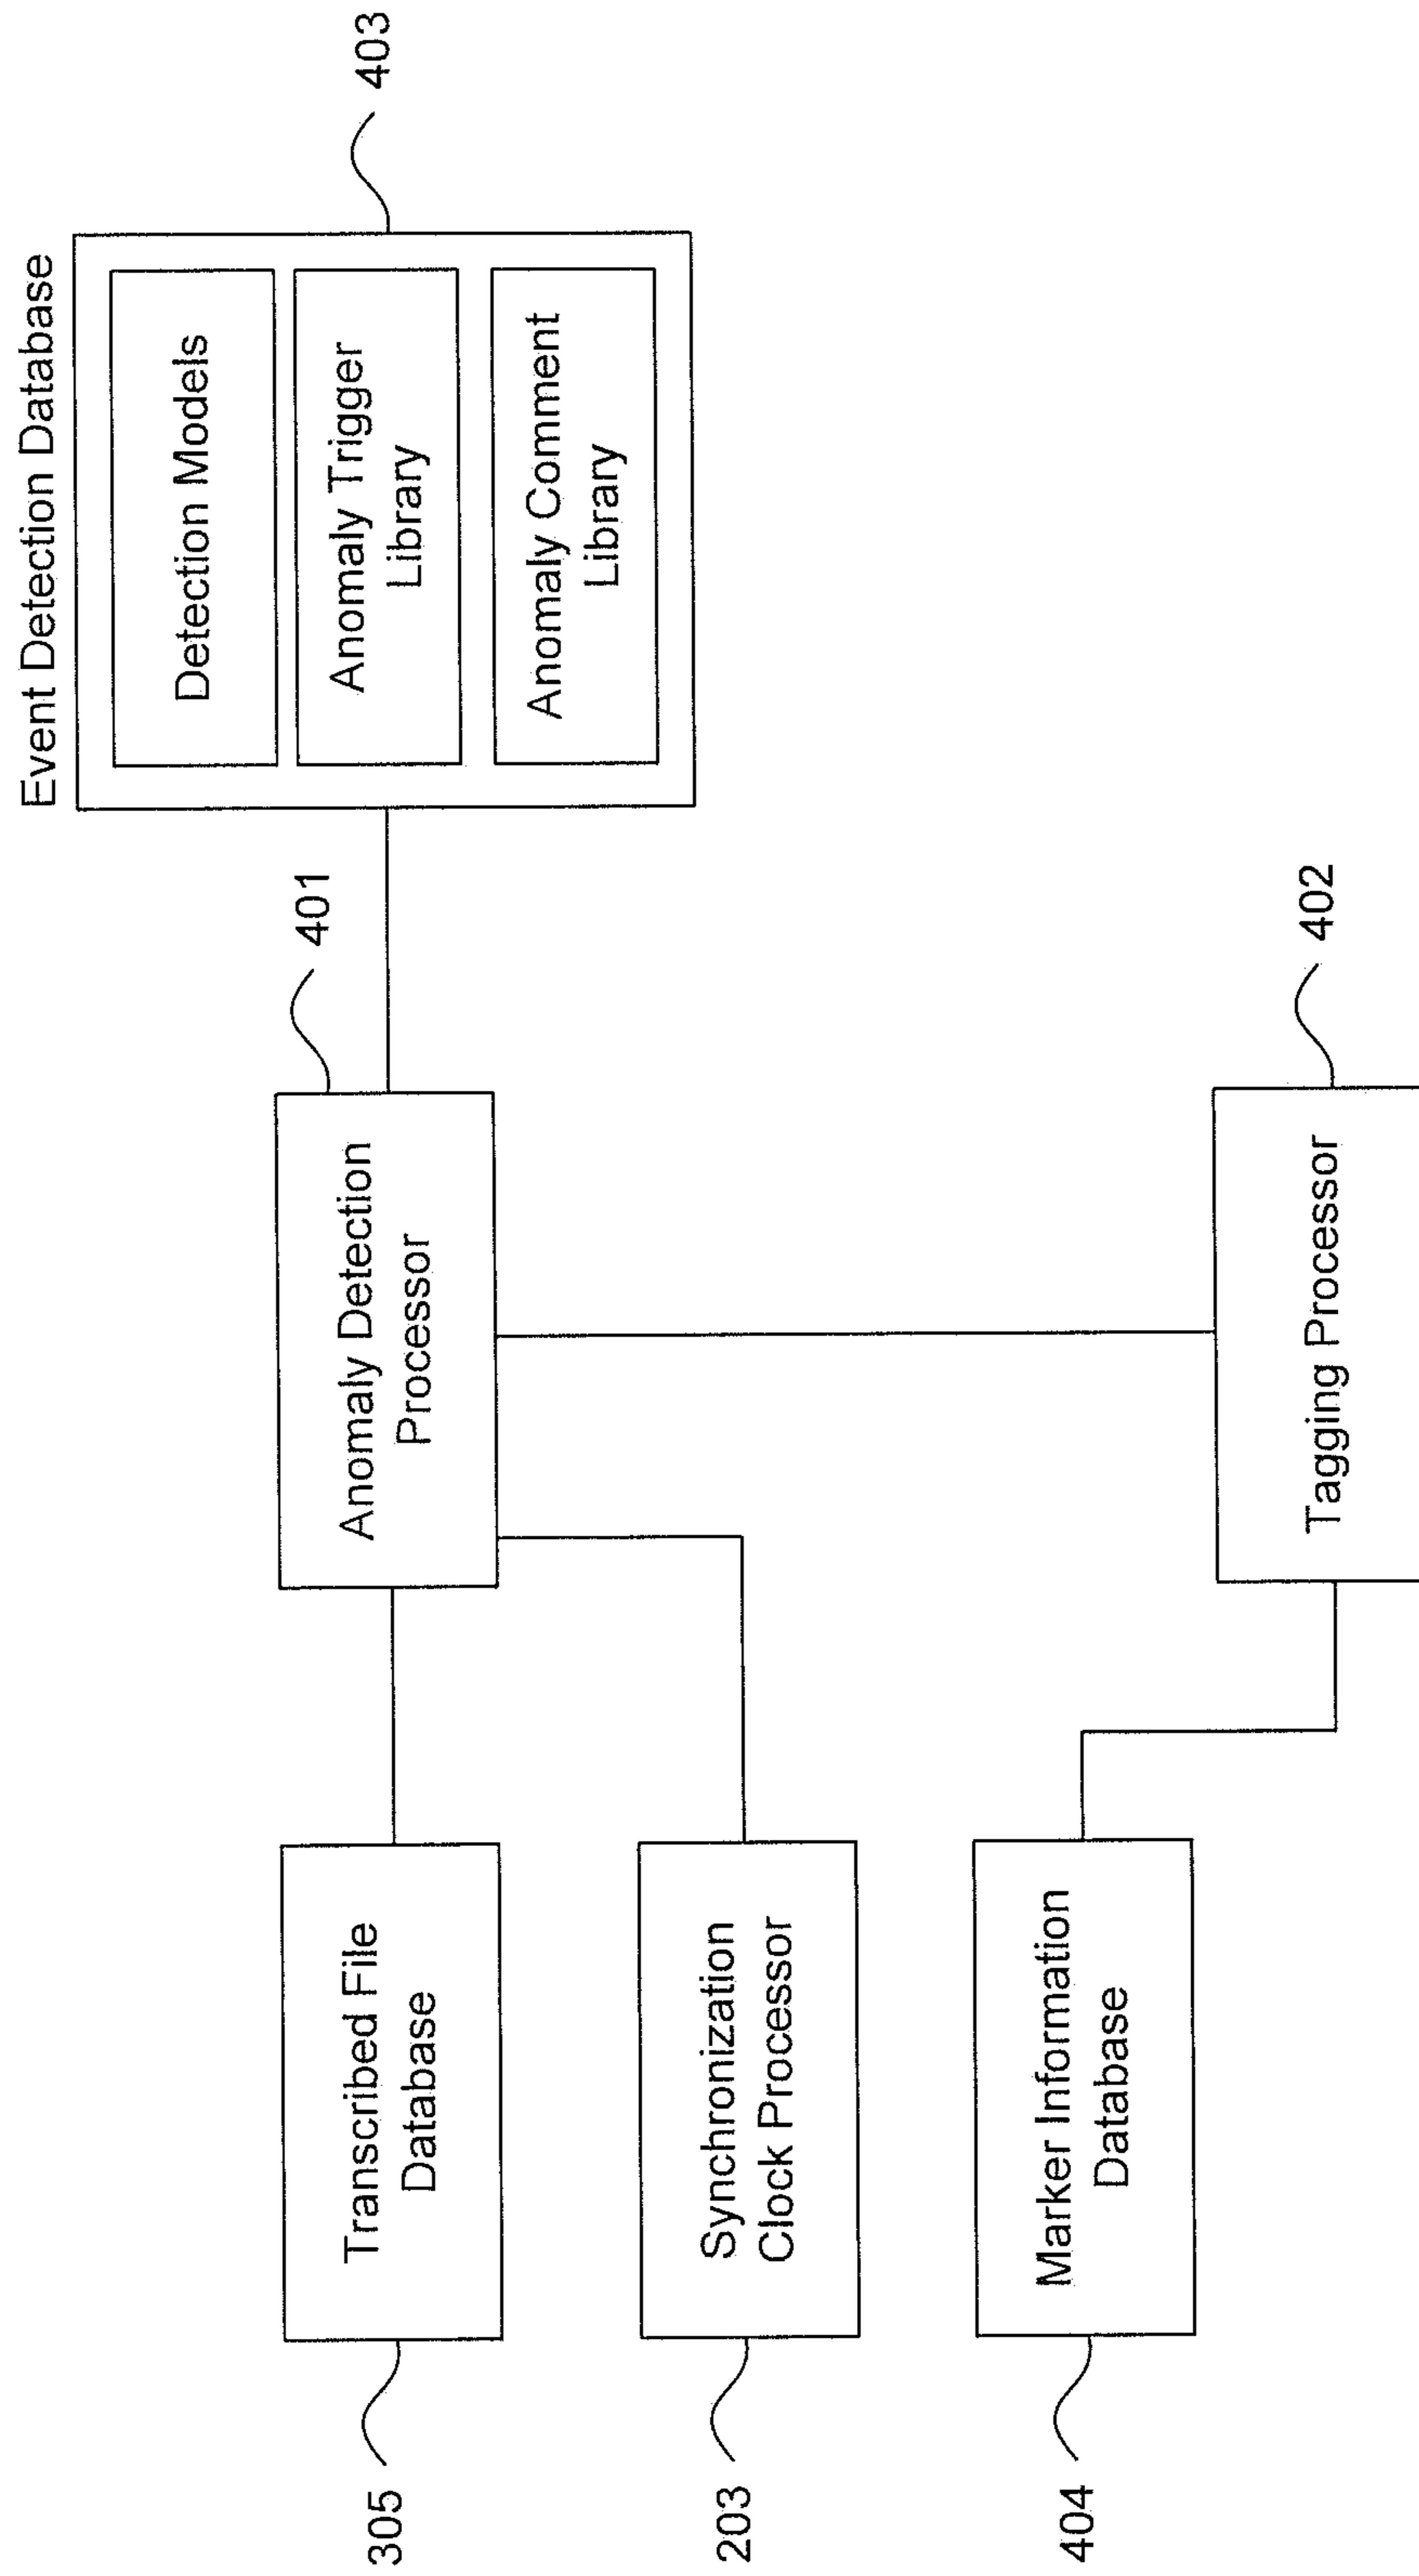 Event Detection Database
Detection Models
Anomaly Trigger
Library
Anomaly Comment
Library
403
401
Anomaly Detection
Processor
Transcribed File
Database
305
Synchronization
Clock Processor
203
Marker Information
Database
404
Tagging Processor
402